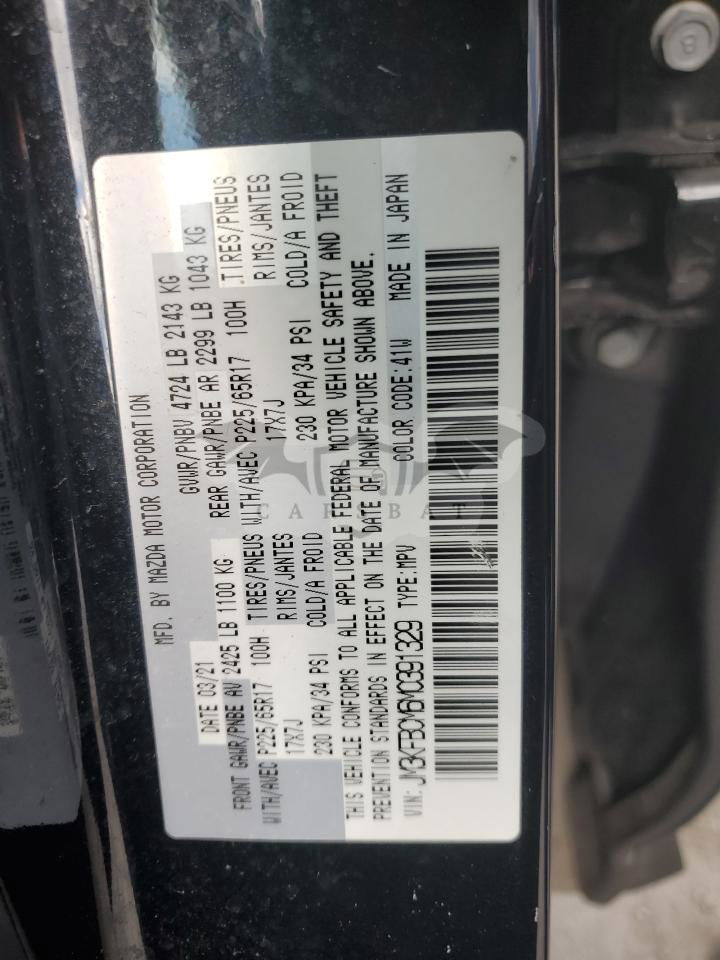 MFD. BY MAZDA MOTOR CORPORATION
DATE 03/21 GVWR/PNBV 4724 LB 2143 KG
FRONT GAWR/PNBE AV 2425 LB 1100 KG REAR GAWR/PNBE AR 2299 LB 1043 KG
WITH/AVEC P225/65R17 100H TIRES/PNEUS WITH/AVEC P225/65R17 100H TIRES/PNEUS
17X7J RIMS/JANTES 17X7J RIMS/JANTES
230 KPA/34 PSI COLD/A FROID 230 KPA/34 PSI COLD/A FROID
THIS VEHICLE CONFORMS TO ALL APPLICABLE FEDERAL MOTOR VEHICLE SAFETY AND THEFT
PREVENTION STANDARDS IN EFFECT ON THE DATE OF MANUFACTURE SHOWN ABOVE.
VIN: JM3KFBCM6M0391329 TYPE:MPV COLOR CODE:41W MADE IN JAPAN
CARSBAT